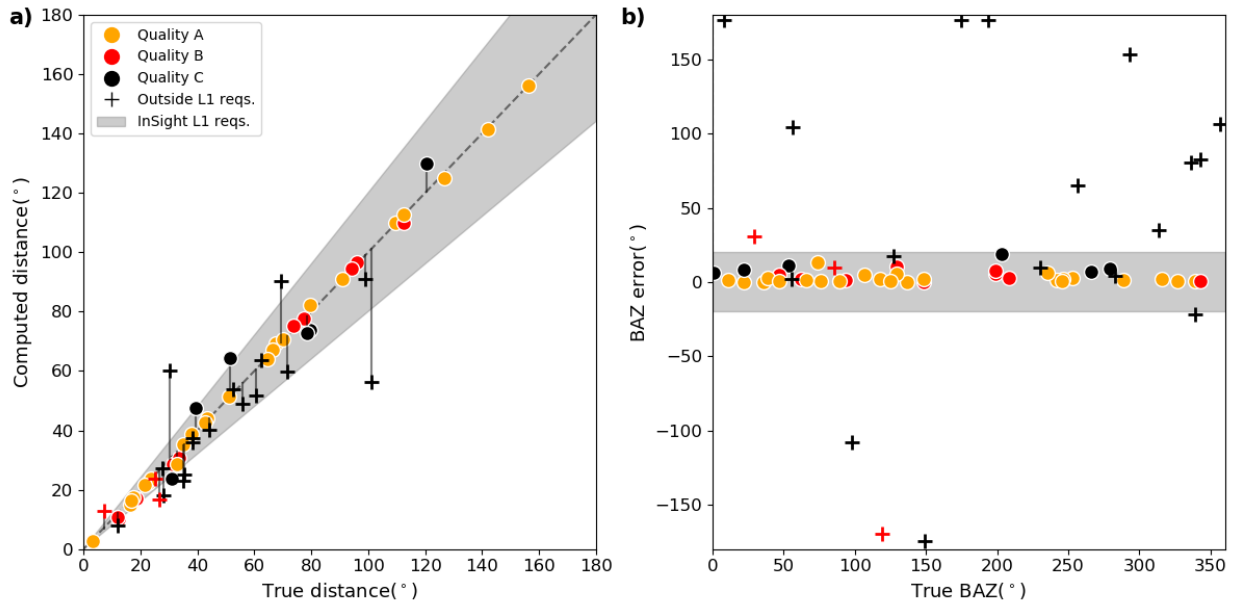 a)
Quality A
Quality B
Quality C
Outside L1 reqs.
InSight L1 reqs.
Computed distance(°)
180
160
140
120
100
80
60
40
20
0
0 20 40 60 80 100 120 140 160 180
True distance(°)
b)
BAZ error(°)
150
100
50
0
−50
−100
−150
0 50 100 150 200 250 300 350
True BAZ(°)